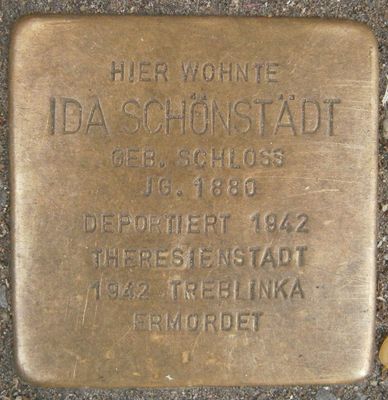 HIER WOHNTE
IDA SCHÖNSTÄDT
GEB. SCHLOSS
JG. 1880
DEPORTIERT 1942
THERESIENSTADT
1942 TREBLINKA
ERMORDET